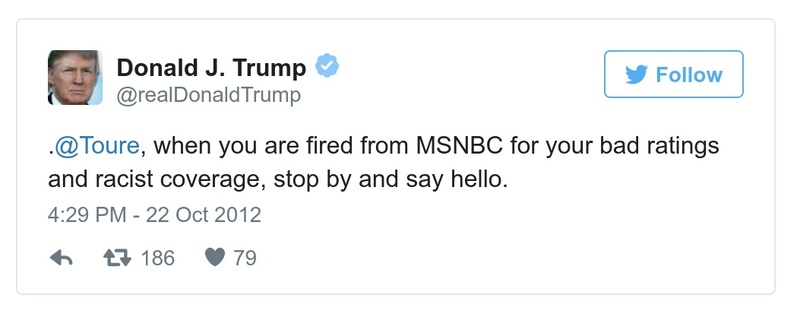 Donald J. Trump
@realDonaldTrump
Follow
.@Toure, when you are fired from MSNBC for your bad ratings
and racist coverage, stop by and say hello.
4:29 PM - 22 Oct 2012
186 79